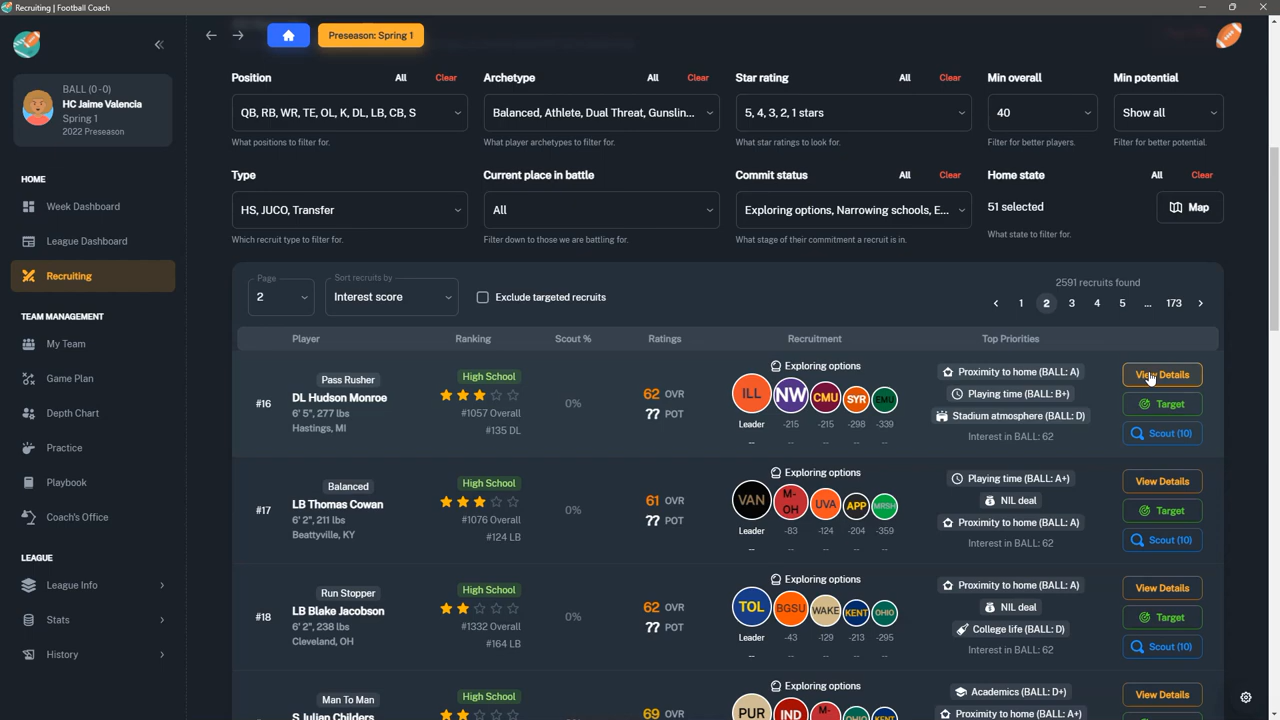 Recruiting | Football Coach
Preseason: Spring 1
BALL (0-0)
HC Jaime Valencia
Spring 1
2022 Preseason
HOME
Week Dashboard
League Dashboard
Recruiting
TEAM MANAGEMENT
My Team
Game Plan
Depth Chart
Practice
Playbook
Coach's Office
LEAGUE
League Info
Stats
History
Position All Clear
QB, RB, WR, TE, OL, K, DL, LB, CB, S
What positions to filter for.
Archetype All Clear
Balanced, Athlete, Dual Threat, Gunslin...
What player archetypes to filter for.
Star rating All Clear
5, 4, 3, 2, 1 stars
What star ratings to look for.
Min overall
40
Filter for better players.
Min potential
Show all
Filter for better potential.
Type
HS, JUCO, Transfer
Which recruit type to filter for.
Current place in battle
All
Filter down to those we are battling for.
Commit status All Clear
Exploring options, Narrowing schools, E...
What stage of their commitment a recruit is in.
Home state All Clear
51 selected
Map
What state to filter for.
Page
2
Sort recruits by
Interest score
Exclude targeted recruits
2591 recruits found
1 2 3 4 5 ... 173
Player Ranking Scout % Ratings Recruitment Top Priorities
#16
Pass Rusher
DL Hudson Monroe
6' 5", 277 lbs
Hastings, MI
High School
#1057 Overall
#135 DL
0%
62 OVR
?? POT
Exploring options
ILL NW CMU SYR EMU
Leader -215 -215 -298 -339
-- -- -- -- --
Proximity to home (BALL: A)
Playing time (BALL: B+)
Stadium atmosphere (BALL: D)
Interest in BALL: 62
View Details
Target
Scout (10)
#17
Balanced
LB Thomas Cowan
6' 2", 211 lbs
Beattyville, KY
High School
#1076 Overall
#124 LB
0%
61 OVR
?? POT
Exploring options
VAN M-OH UVA APP MRSH
Leader -83 -124 -204 -359
-- -- -- -- --
Playing time (BALL: A+)
NIL deal
Proximity to home (BALL: A)
Interest in BALL: 62
View Details
Target
Scout (10)
#18
Run Stopper
LB Blake Jacobson
6' 2", 238 lbs
Cleveland, OH
High School
#1332 Overall
#164 LB
0%
62 OVR
?? POT
Exploring options
TOL BGSU WAKE KENT OHIO
Leader -43 -129 -213 -295
-- -- -- -- --
Proximity to home (BALL: A)
NIL deal
College life (BALL: D)
Interest in BALL: 62
View Details
Target
Scout (10)
Man To Man
S Julian Childers
High School
69 OVR
Exploring options
PUR IND M- OHIO KENT
Academics (BALL: D+)
Proximity to home (BALL: A+)
View Details